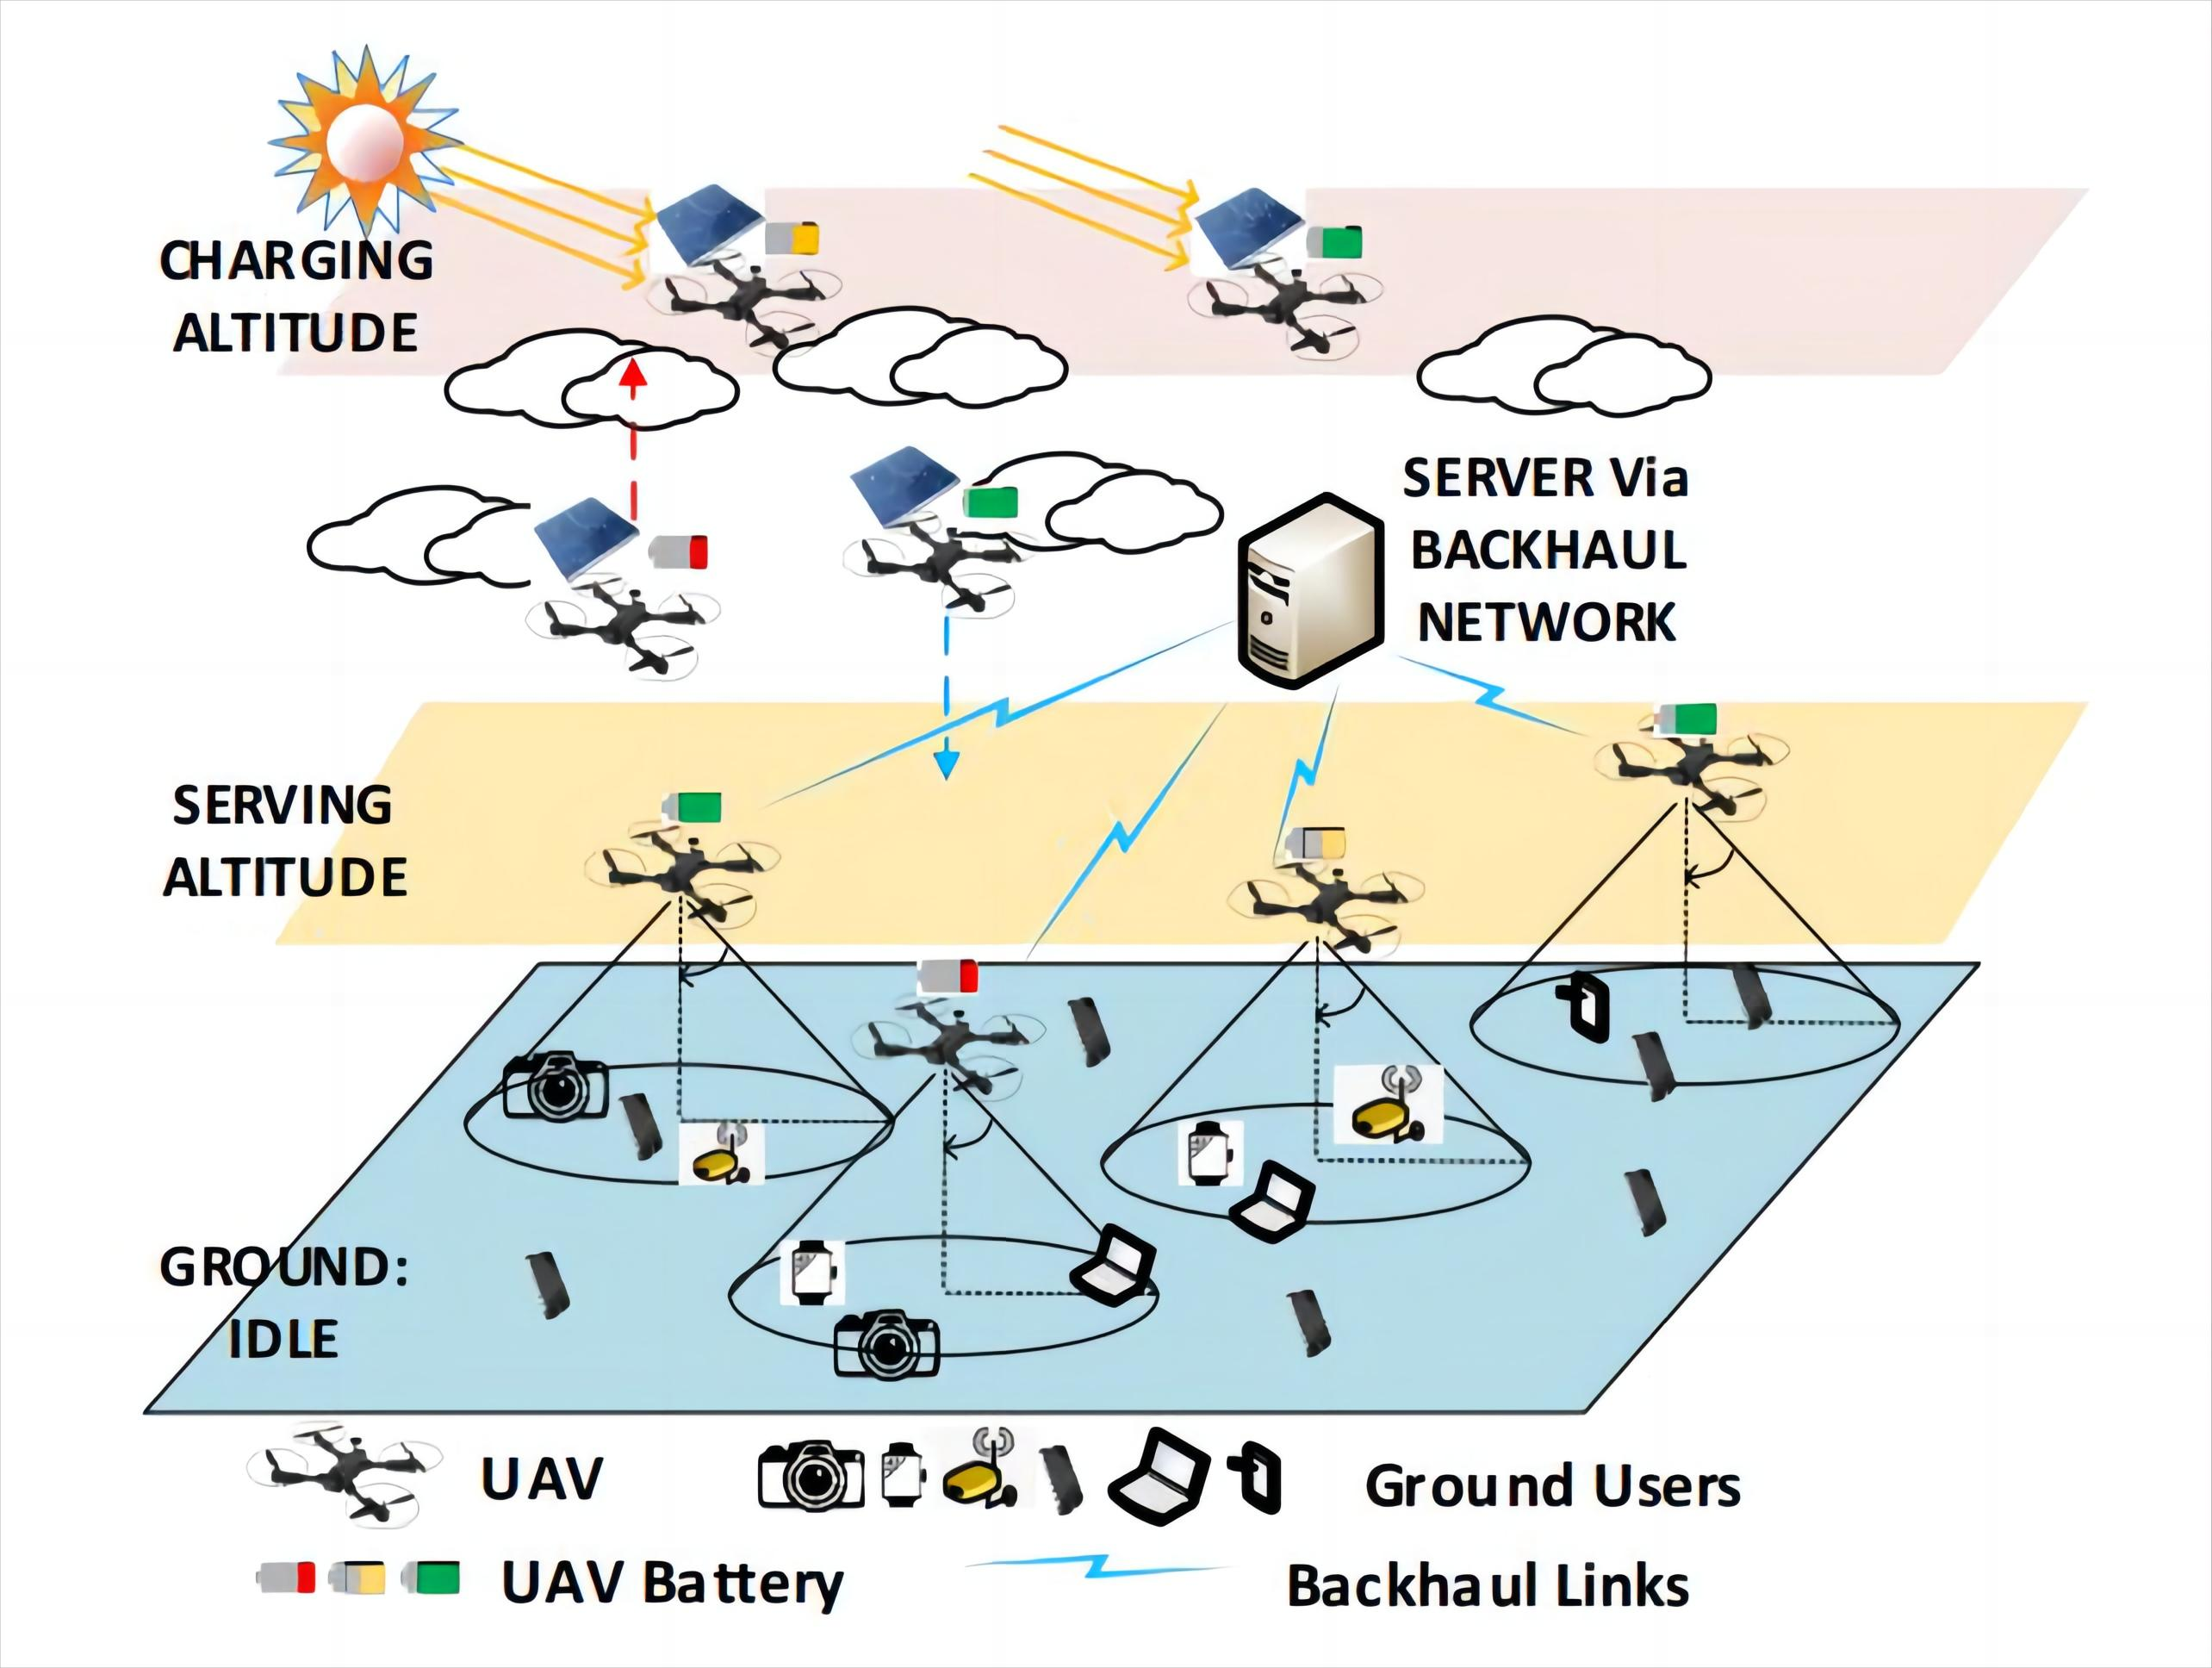 CHARGING
ALTITUDE
SERVER Via
BACKHAUL
NETWORK
SERVING
ALTITUDE
GROUND:
IDLE
UAV
Ground Users
UAV Battery
Backhaul Links